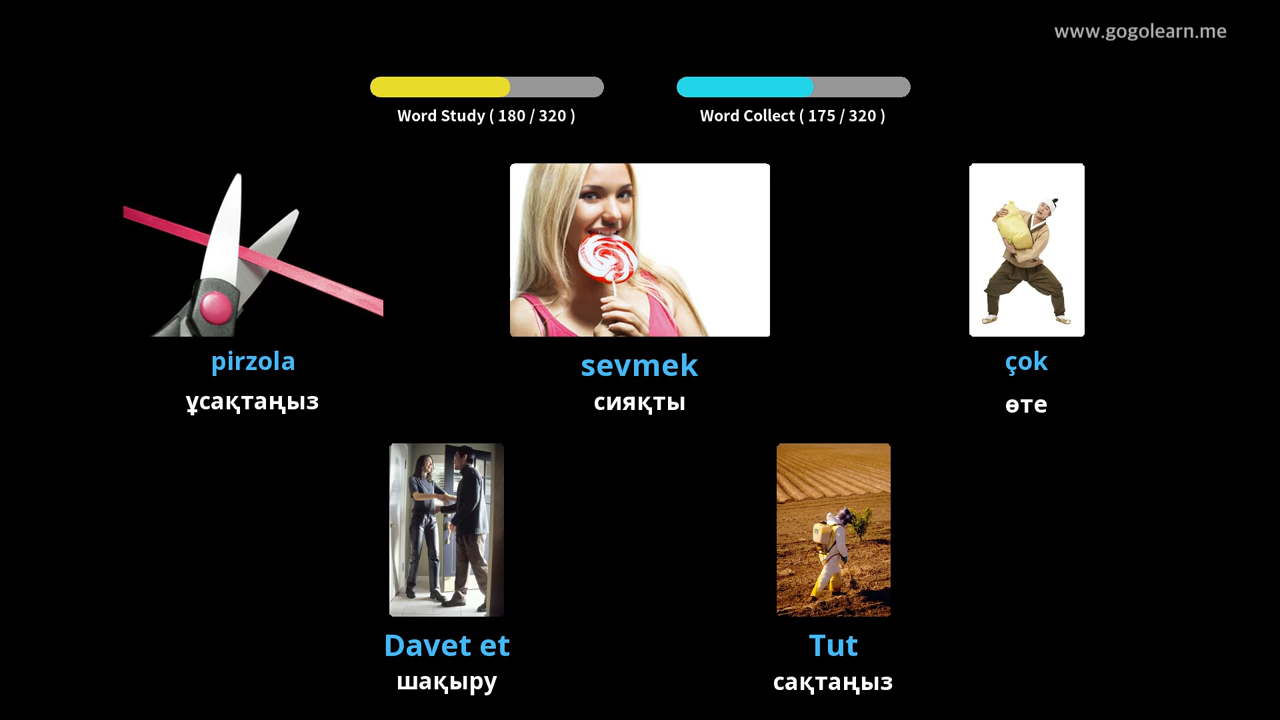 www.gogolearn.me
Word Study ( 180 / 320 )
Word Collect ( 175 / 320 )
pirzola
ұсақтаңыз
sevmek
сияқты
çok
өте
Davet et
шақыру
Tut
сақтаңыз